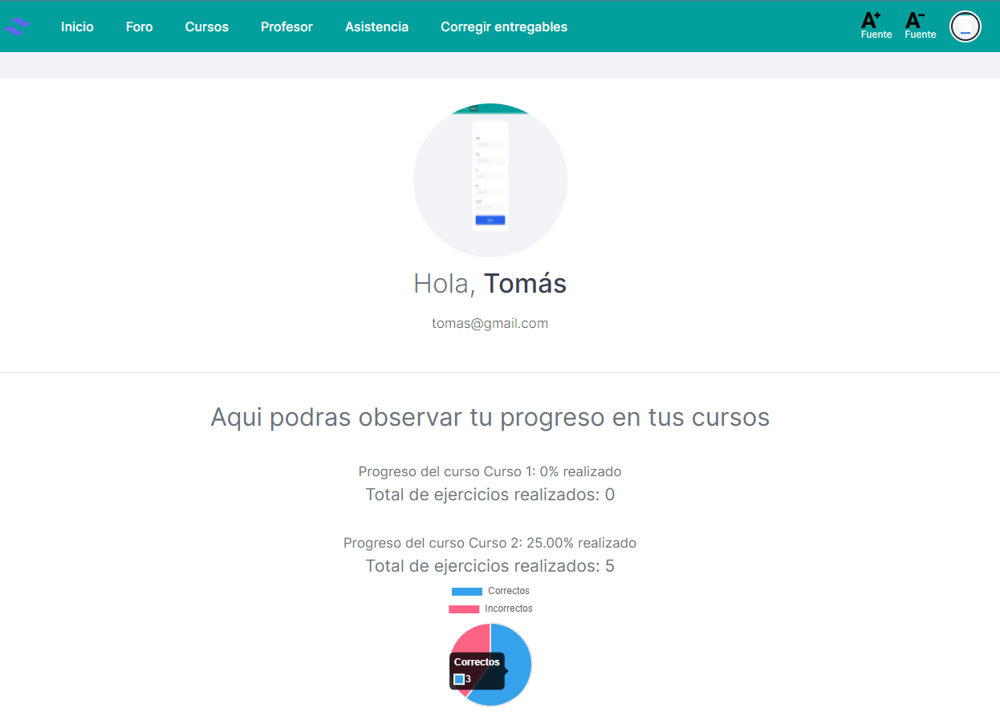 Inicio Foro Cursos Profesor Asistencia Corregir entregables A+ Fuente A- Fuente
Hola, Tomás
tomas@gmail.com
Aqui podras observar tu progreso en tus cursos
Progreso del curso Curso 1: 0% realizado
Total de ejercicios realizados: 0
Progreso del curso Curso 2: 25.00% realizado
Total de ejercicios realizados: 5
Correctos
Incorrectos
Correctos
3